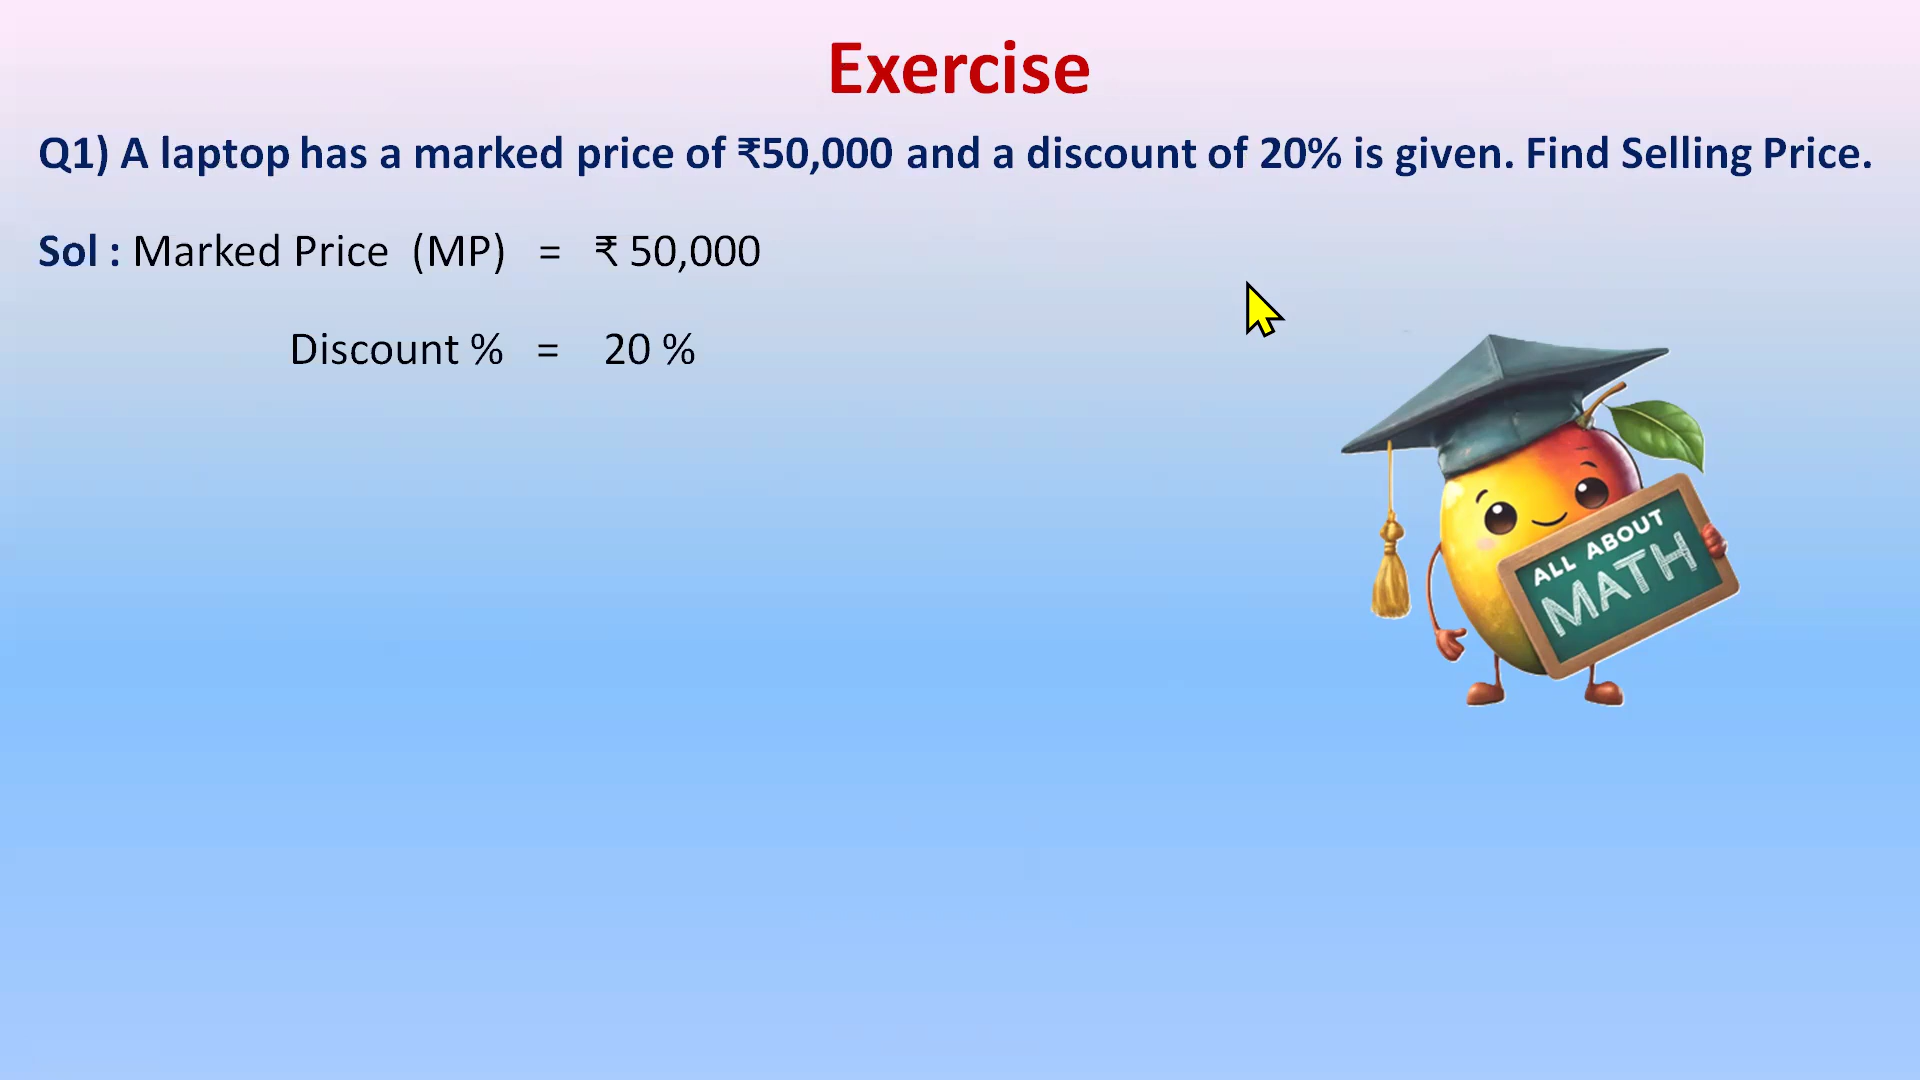 Exercise
Q1) A laptop has a marked price of ₹50,000 and a discount of 20% is given. Find Selling Price.
Sol : Marked Price (MP) = ₹ 50,000
Discount % = 20 %
ALL ABOUT
MATH